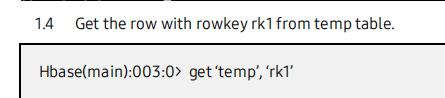 1.4 Get the row with rowkey rk1 from temp table.
Hbase(main):003:0> get ‘temp’, ‘rk1’